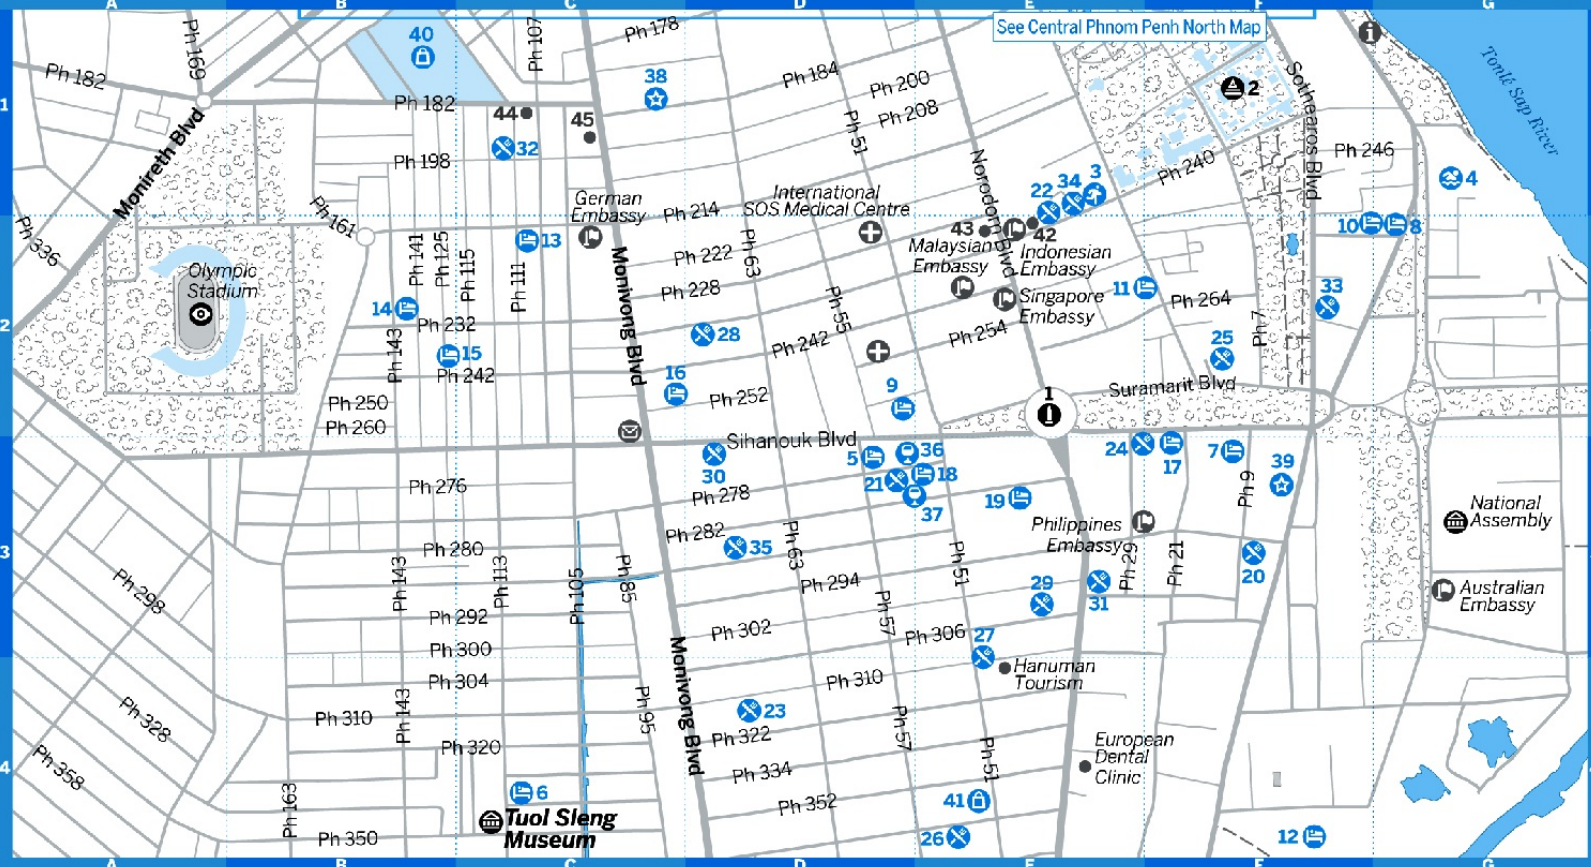 A
B
C
D
E
F
G
See Central Phnom Penh North Map
Ph 169
40
Ph 107
Ph 178
Ph 182
38
Ph 184
Ph 200
2
Sothearos Blvd
Tonlé Sap River
1
Monireth Blvd
Ph 182
44
45
Ph 208
Ph 51
32
Ph 198
Ph 246
Norodom Blvd
Ph 240
4
German
Embassy
International
SOS Medical Centre
22
34
3
Ph 161
Ph 214
Ph 336
13
43
42
10
8
Ph 141
Ph 125
Ph 115
Ph 111
Monivong Blvd
Ph 222
Ph 63
Malaysian
Embassy
Indonesian
Embassy
Olympic
Stadium
Ph 228
Ph 55
Singapore
Embassy
11
Ph 264
33
14
2
Ph 232
28
Ph 242
Ph 254
Ph 7
25
Ph 143
15
Ph 242
16
9
1
Suramarit Blvd
Ph 250
Ph 252
Ph 260
Sihanouk Blvd
30
5
36
18
21
37
24
17
7
39
Ph 276
Ph 278
19
Ph 9
National
Assembly
Ph 282
35
Philippines
Embassy
3
Ph 280
Ph 63
Ph 51
20
Ph 143
Ph 113
Ph 105
Ph 85
Ph 294
29
31
Ph 29
Ph 21
Australian
Embassy
Ph 298
Ph 292
Ph 302
Ph 57
Ph 306
27
Ph 300
Hanuman
Tourism
Ph 304
Monivong Blvd
Ph 310
Ph 310
Ph 143
Ph 95
23
Ph 57
Ph 328
Ph 320
Ph 322
Ph 51
European
Dental
Clinic
4
Ph 358
Ph 334
Ph 163
6
Ph 352
41
Tuol Sleng
Museum
Ph 350
26
12
A
B
C
D
E
F
G